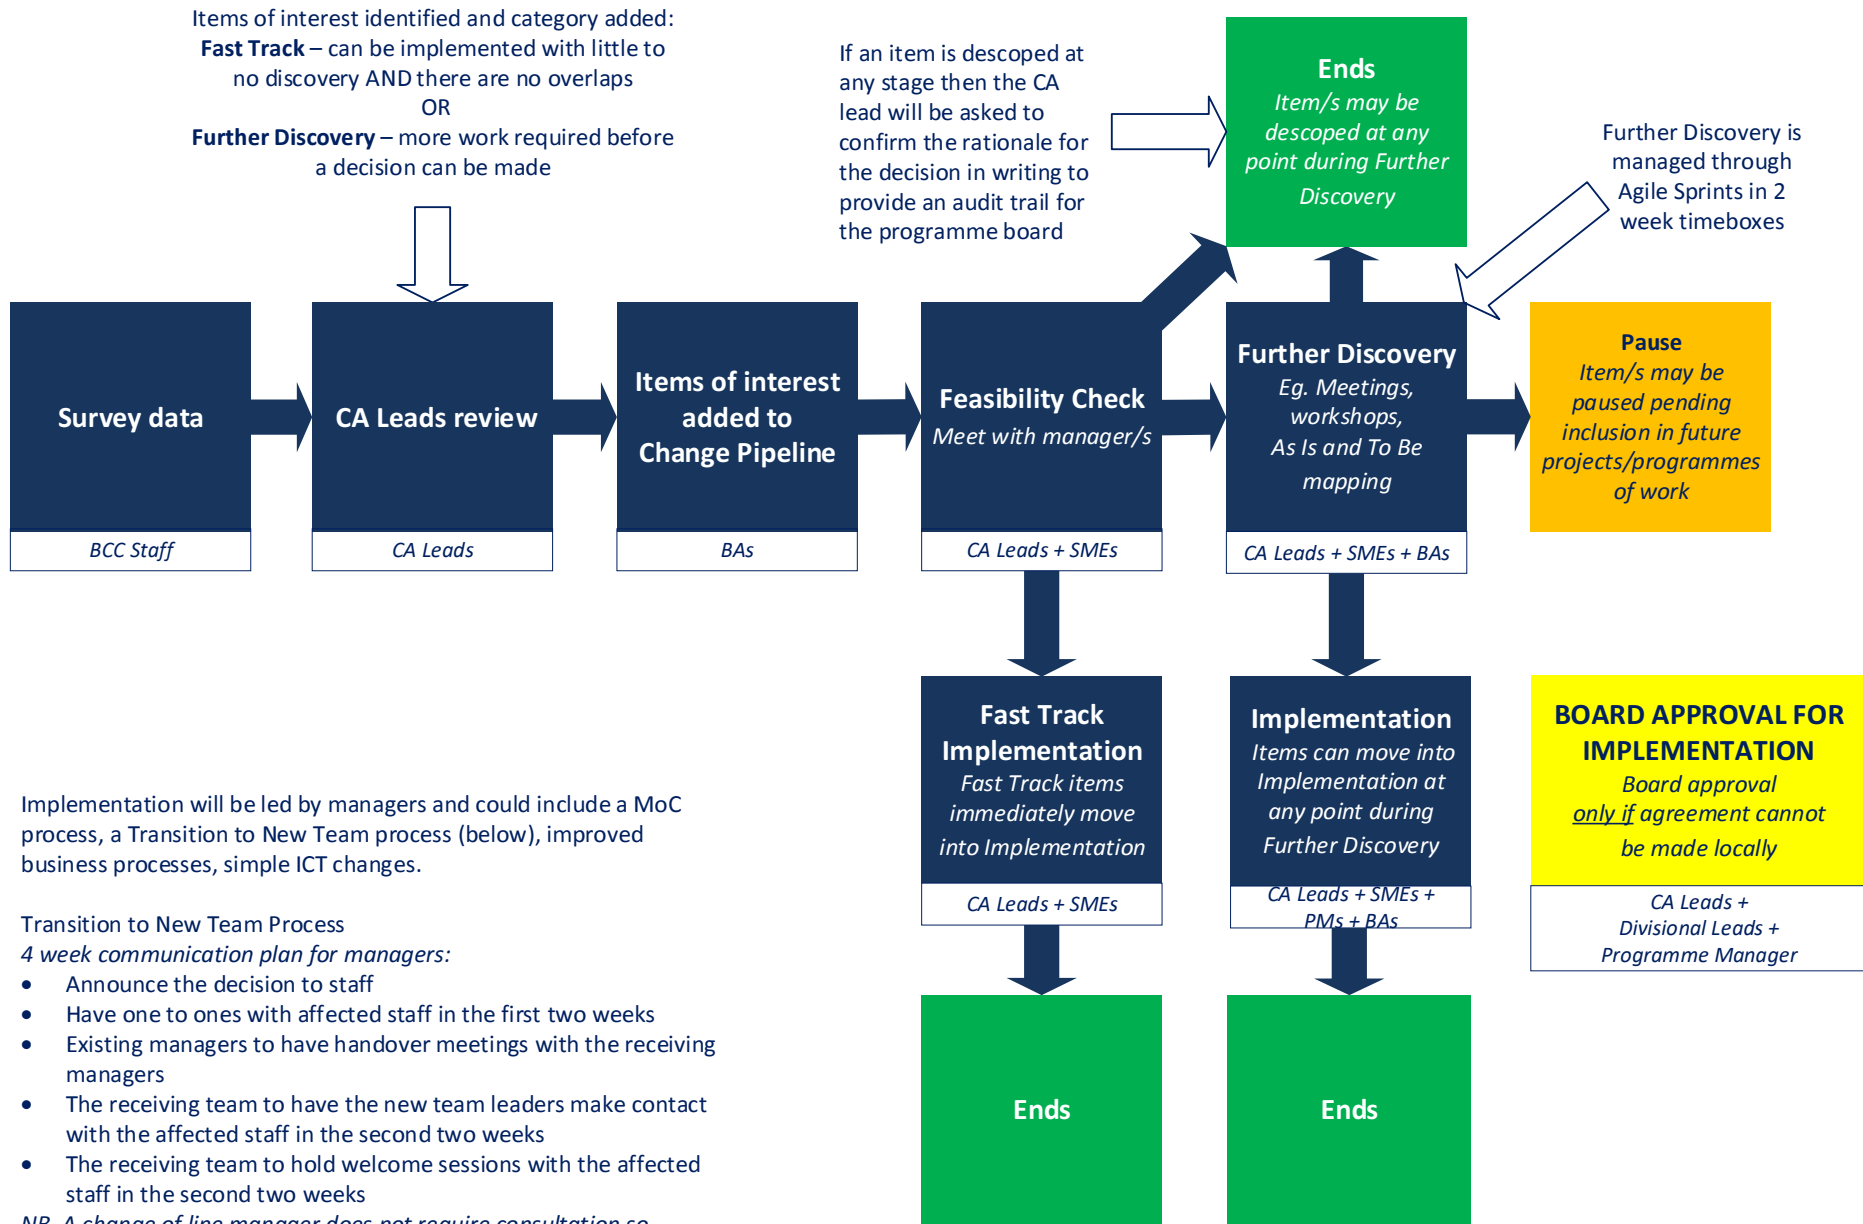 Items of interest identified and category added:
Fast Track – can be implemented with little to
no discovery AND there are no overlaps
OR
Further Discovery – more work required before
a decision can be made
If an item is descoped at
any stage then the CA
lead will be asked to
confirm the rationale for
the decision in writing to
provide an audit trail for
the programme board
Ends
Item/s may be
descoped at any
point during Further
Discovery
Further Discovery is
managed through
Agile Sprints in 2
week timeboxes
Survey data
BCC Staff
CA Leads review
CA Leads
Items of interest
added to
Change Pipeline
BAs
Feasibility Check
Meet with manager/s
CA Leads + SMEs
Further Discovery
Eg. Meetings,
workshops,
As Is and To Be
mapping
CA Leads + SMEs + BAs
Pause
Item/s may be
paused pending
inclusion in future
projects/programmes
of work
Fast Track
Implementation
Fast Track items
immediately move
into Implementation
CA Leads + SMEs
Implementation
Items can move into
Implementation at
any point during
Further Discovery
CA Leads + SMEs +
PMs + BAs
BOARD APPROVAL FOR
IMPLEMENTATION
Board approval
only if agreement cannot
be made locally
CA Leads +
Divisional Leads +
Programme Manager
Implementation will be led by managers and could include a MoC
process, a Transition to New Team process (below), improved
business processes, simple ICT changes.
Transition to New Team Process
4 week communication plan for managers:
• Announce the decision to staff
• Have one to ones with affected staff in the first two weeks
• Existing managers to have handover meetings with the receiving
managers
• The receiving team to have the new team leaders make contact
with the affected staff in the second two weeks
• The receiving team to hold welcome sessions with the affected
staff in the second two weeks
NB. A change of line manager does not require consultation so
Ends
Ends